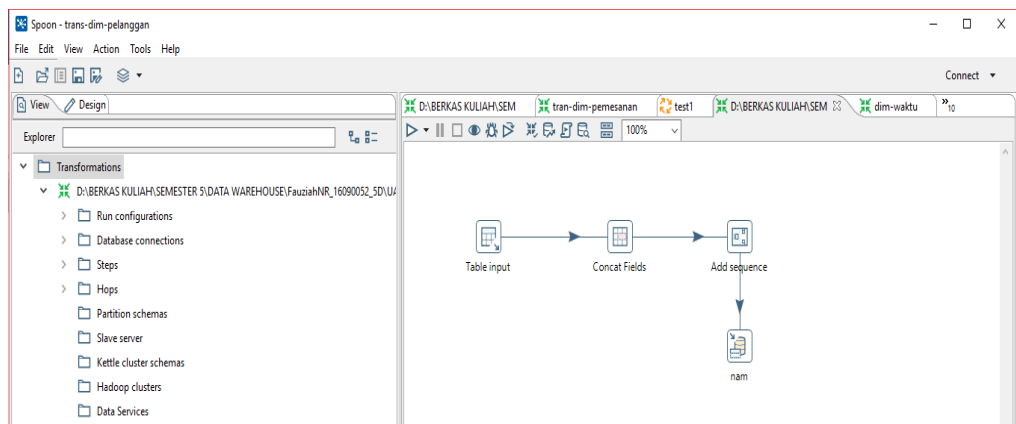 Spoon - trans-dim-pelanggan
File Edit View Action Tools Help
Connect
View Design
Explorer
Transformations
D:\BERKAS KULIAH\SEMESTER 5\DATA WAREHOUSE\FauziahNR_16090052_5D\UA
Run configurations
Database connections
Steps
Hops
Partition schemas
Slave server
Kettle cluster schemas
Hadoop clusters
Data Services
D:\BERKAS KULIAH\SEM tran-dim-pemesanan test1 D:\BERKAS KULIAH\SEM dim-waktu »10
100%
Table input Concat Fields Add sequence
nam